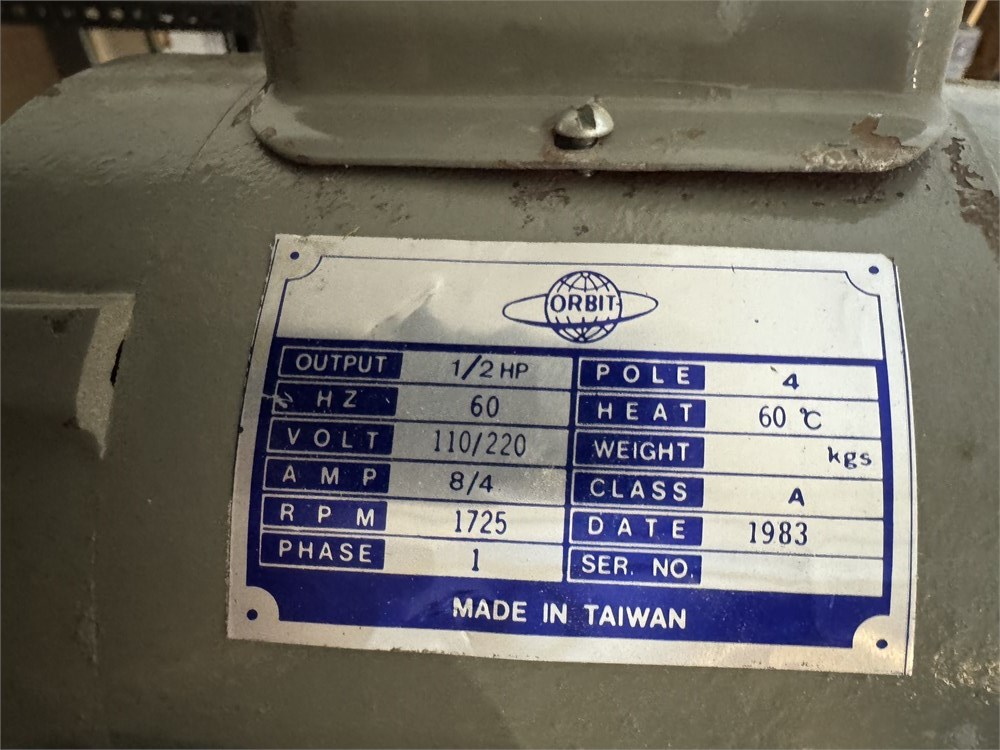 ORBIT
OUTPUT 1/2 HP POLE 4
HZ 60 HEAT 60 ℃
VOLT 110/220 WEIGHT kgs
AMP 8/4 CLASS A
RPM 1725 DATE 1983
PHASE 1 SER. NO.
MADE IN TAIWAN